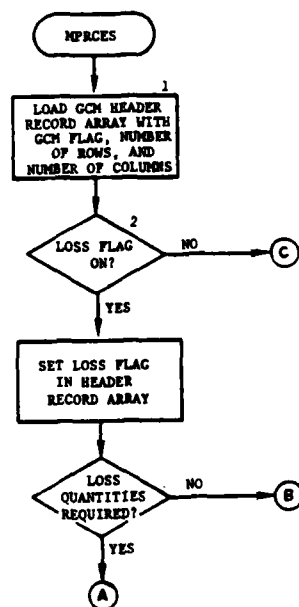 MPRCES
1
LOAD GCM HEADER
RECORD ARRAY WITH
GCM FLAG, NUMBER
OF ROWS, AND
NUMBER OF COLUMNS
2
LOSS FLAG
ON?
NO
C
YES
SET LOSS FLAG
IN HEADER
RECORD ARRAY
LOSS
QUANTITIES
REQUIRED?
NO
B
YES
A